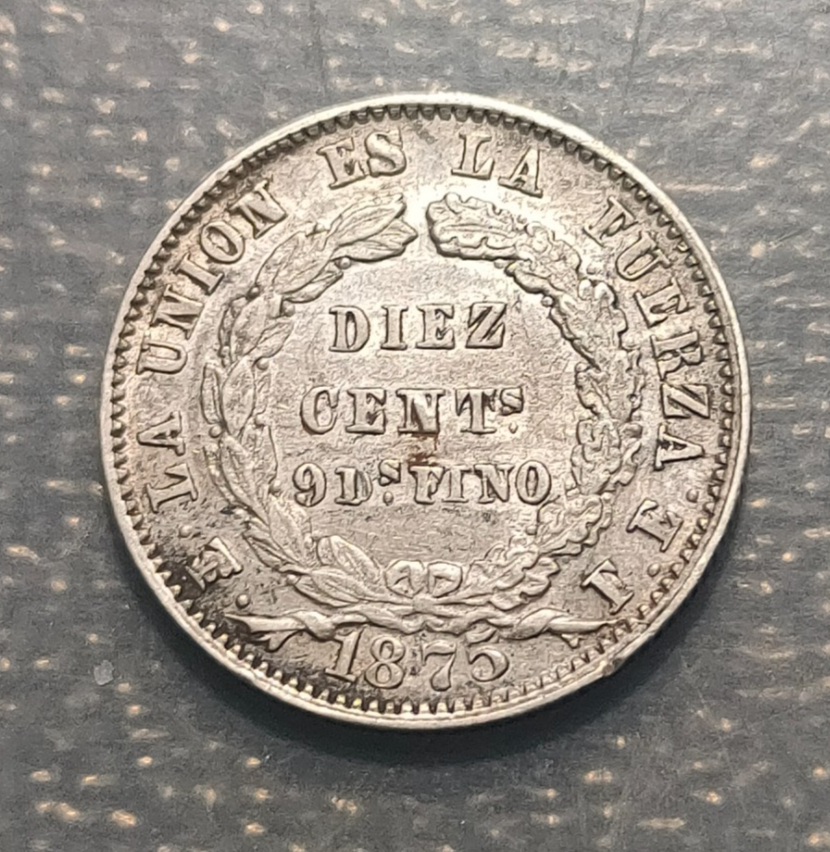 LA UNION ES LA FUERZA. F. E.
DIEZ
CENTs.
9Ds. FINO
1875